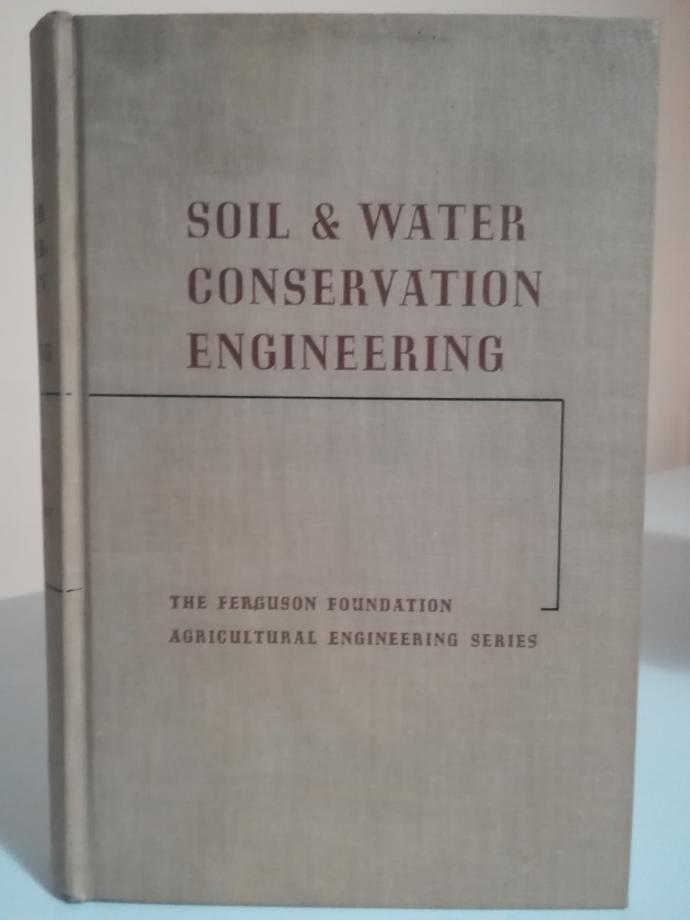 SOIL & WATER
CONSERVATION
ENGINEERING
THE FERGUSON FOUNDATION
AGRICULTURAL ENGINEERING SERIES